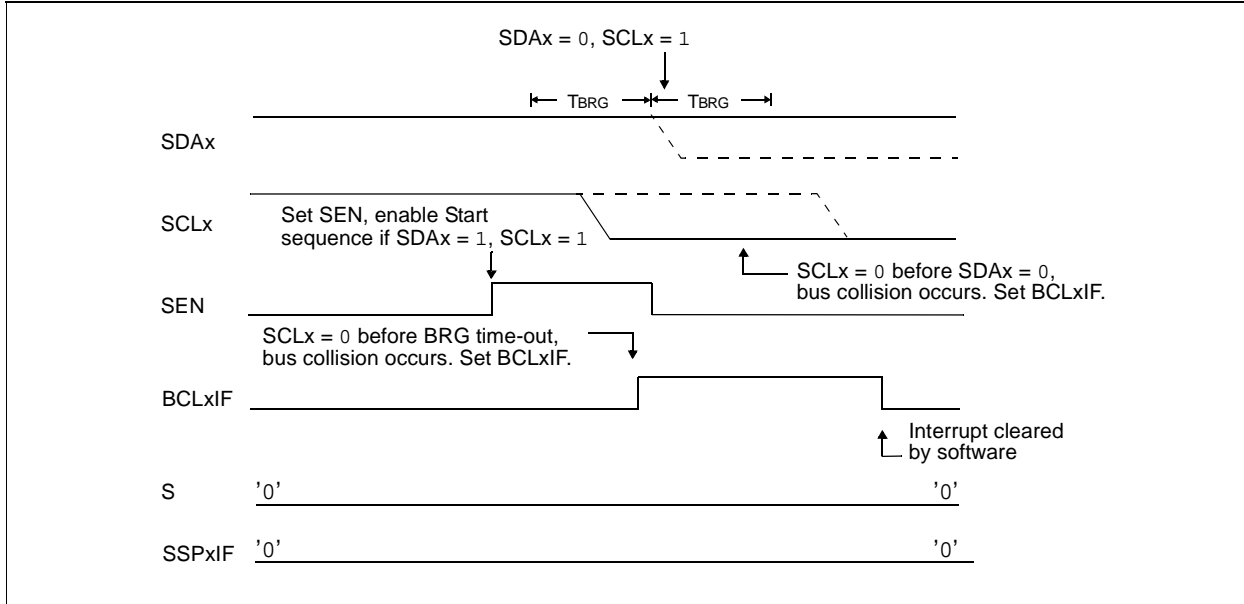 SDAx = 0, SCLx = 1
TBRG TBRG
SDAx
SCLx
Set SEN, enable Start
sequence if SDAx = 1, SCLx = 1
SCLx = 0 before SDAx = 0,
bus collision occurs. Set BCLxIF.
SEN
SCLx = 0 before BRG time-out,
bus collision occurs. Set BCLxIF.
BCLxIF
Interrupt cleared
by software
S '0' '0'
SSPxIF '0' '0'